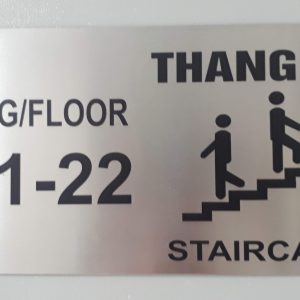 THANG
G/FLOOR
1-22
STAIRCA